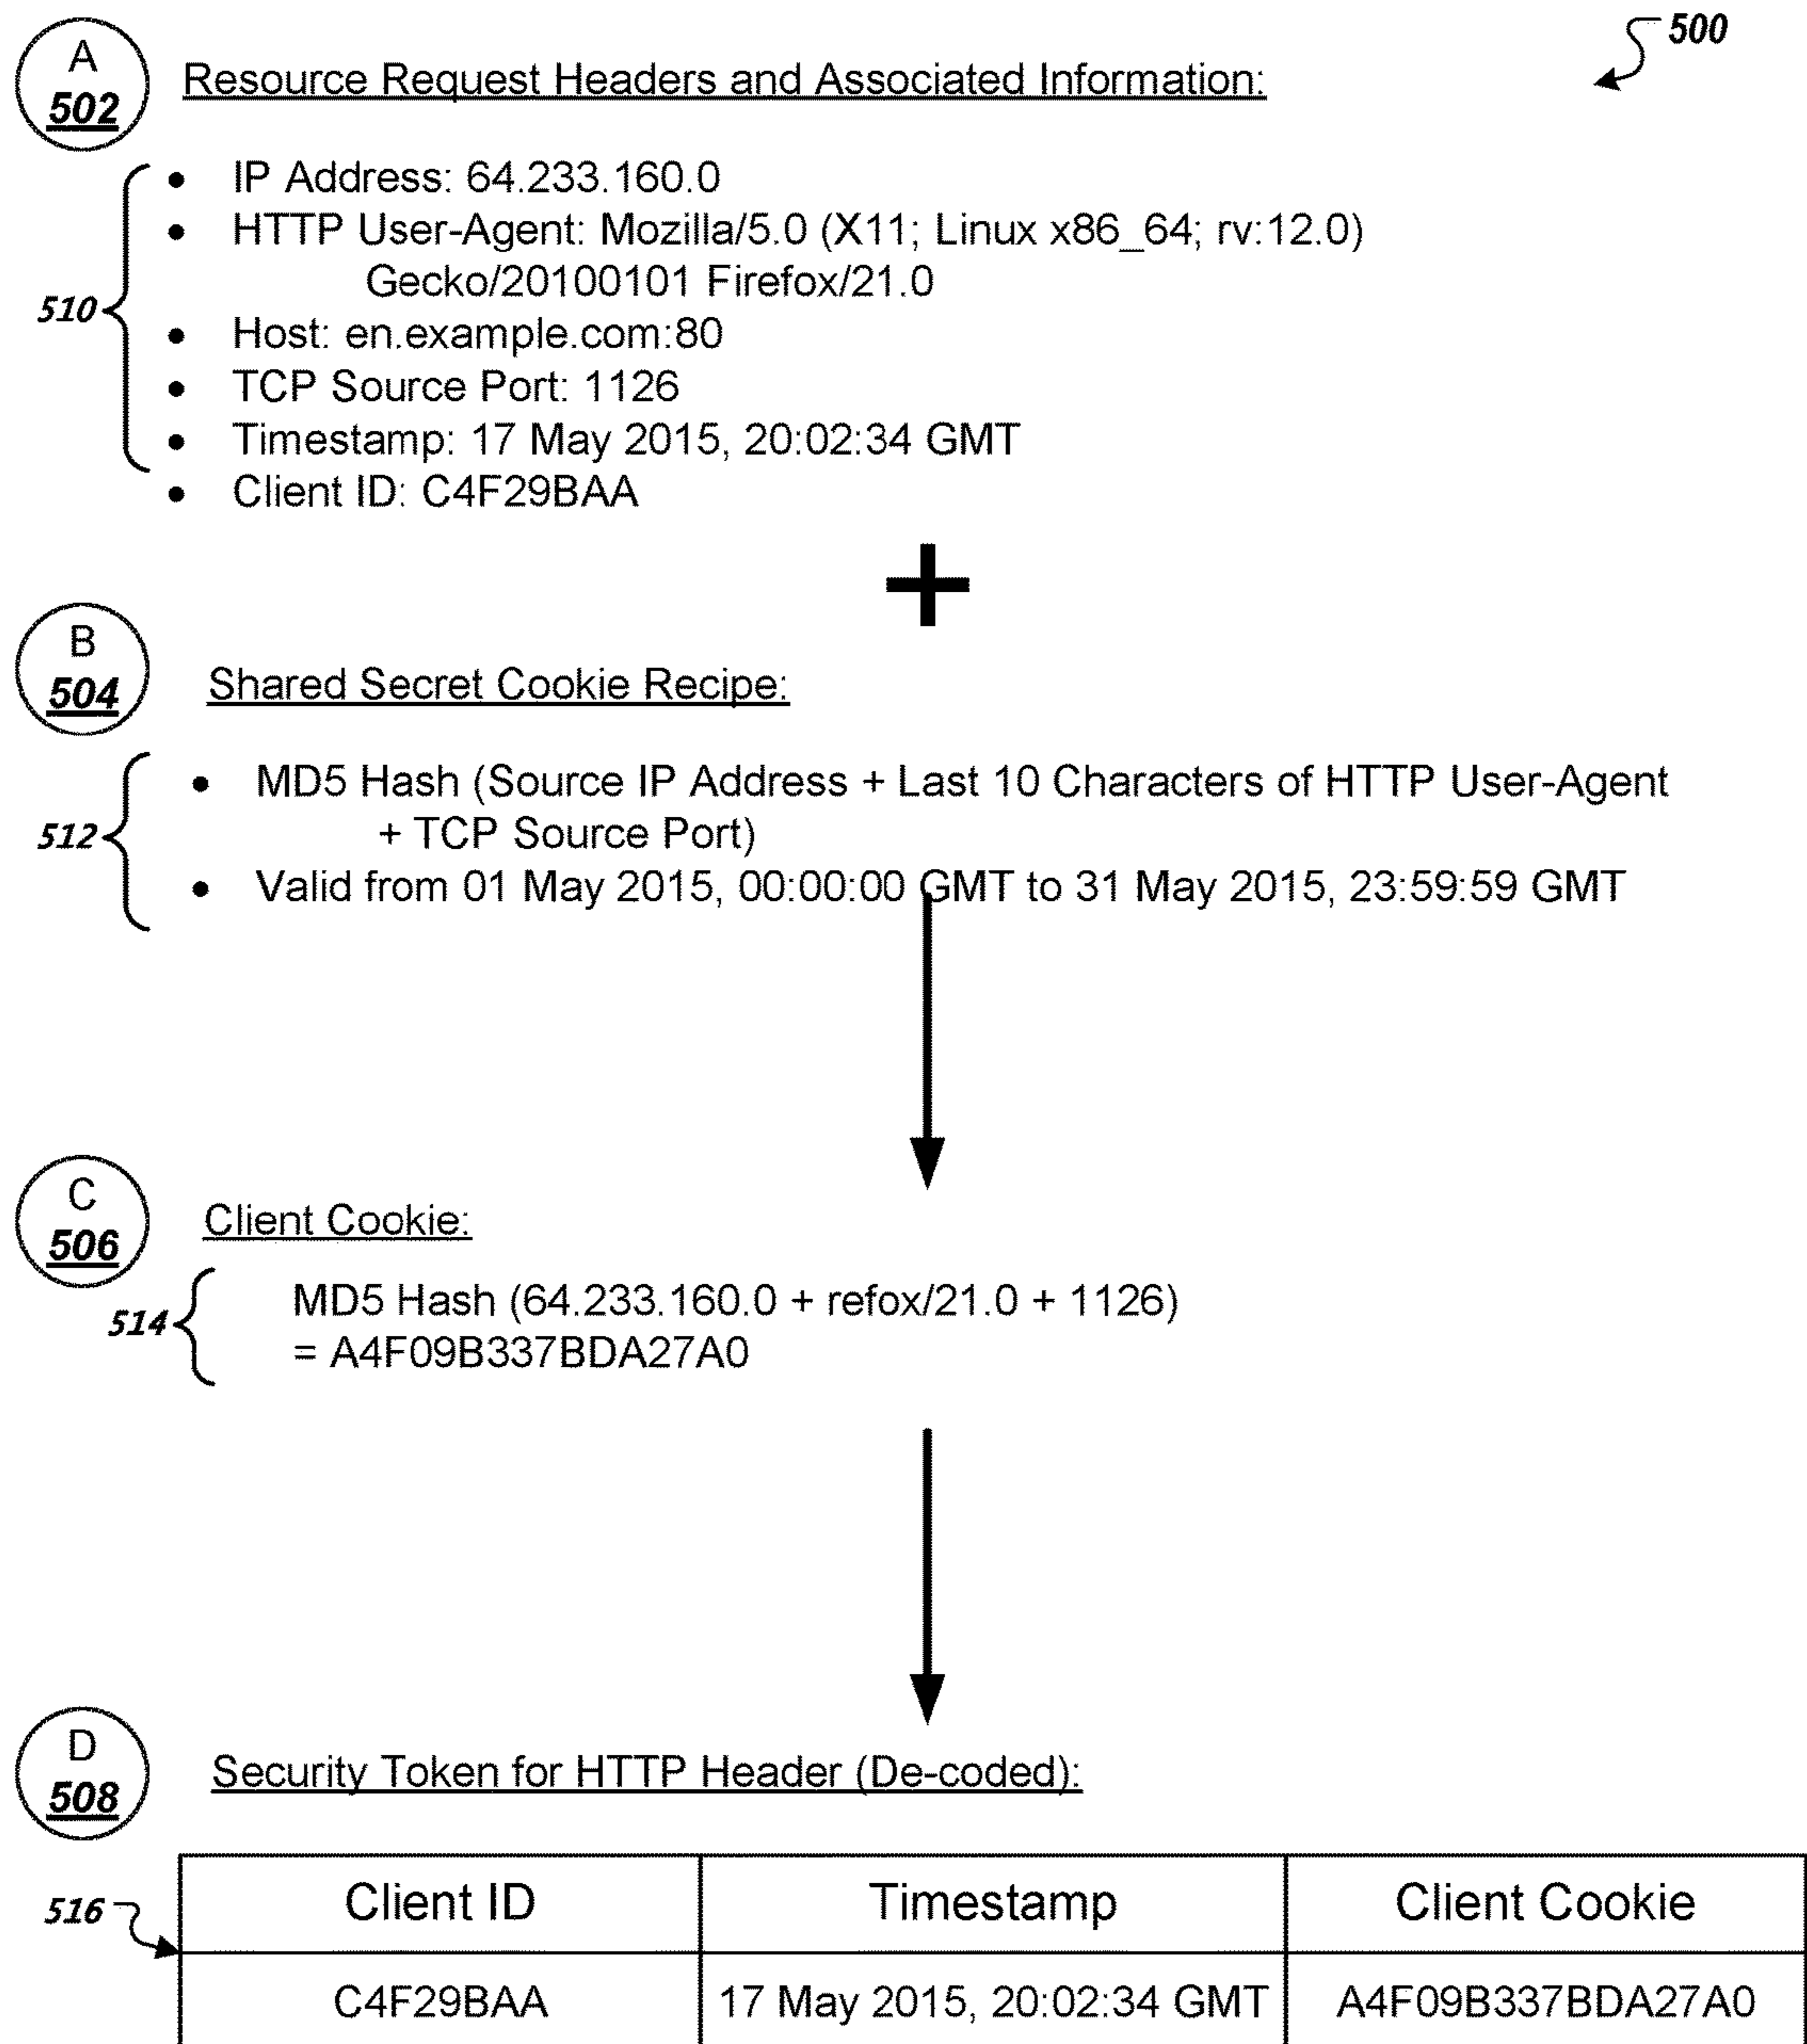 500
A
502
Resource Request Headers and Associated Information:
510
• IP Address: 64.233.160.0
• HTTP User-Agent: Mozilla/5.0 (X11; Linux x86_64; rv:12.0)
Gecko/20100101 Firefox/21.0
• Host: en.example.com:80
• TCP Source Port: 1126
• Timestamp: 17 May 2015, 20:02:34 GMT
• Client ID: C4F29BAA
+
B
504
Shared Secret Cookie Recipe:
512
• MD5 Hash (Source IP Address + Last 10 Characters of HTTP User-Agent
+ TCP Source Port)
• Valid from 01 May 2015, 00:00:00 GMT to 31 May 2015, 23:59:59 GMT
C
506
Client Cookie:
514
MD5 Hash (64.233.160.0 + refox/21.0 + 1126)
= A4F09B337BDA27A0
D
508
Security Token for HTTP Header (De-coded):
516
Client ID Timestamp Client Cookie
C4F29BAA 17 May 2015, 20:02:34 GMT A4F09B337BDA27A0